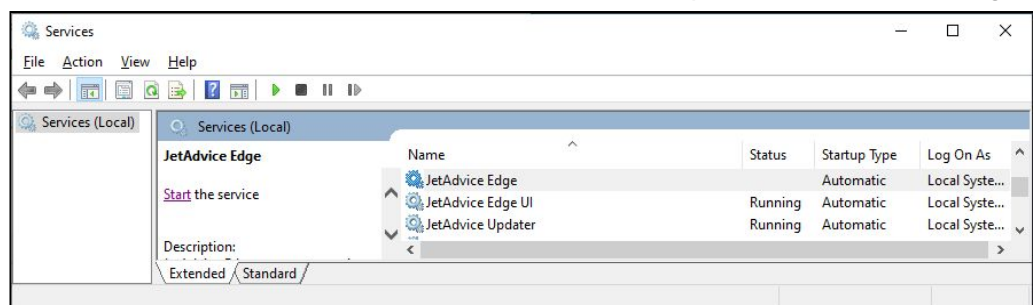 Services
File Action View Help
Services (Local)
Services (Local)
JetAdvice Edge
Start the service
Description:
Name Status Startup Type Log On As
JetAdvice Edge Automatic Local Syste...
JetAdvice Edge UI Running Automatic Local Syste...
JetAdvice Updater Running Automatic Local Syste...
Extended Standard